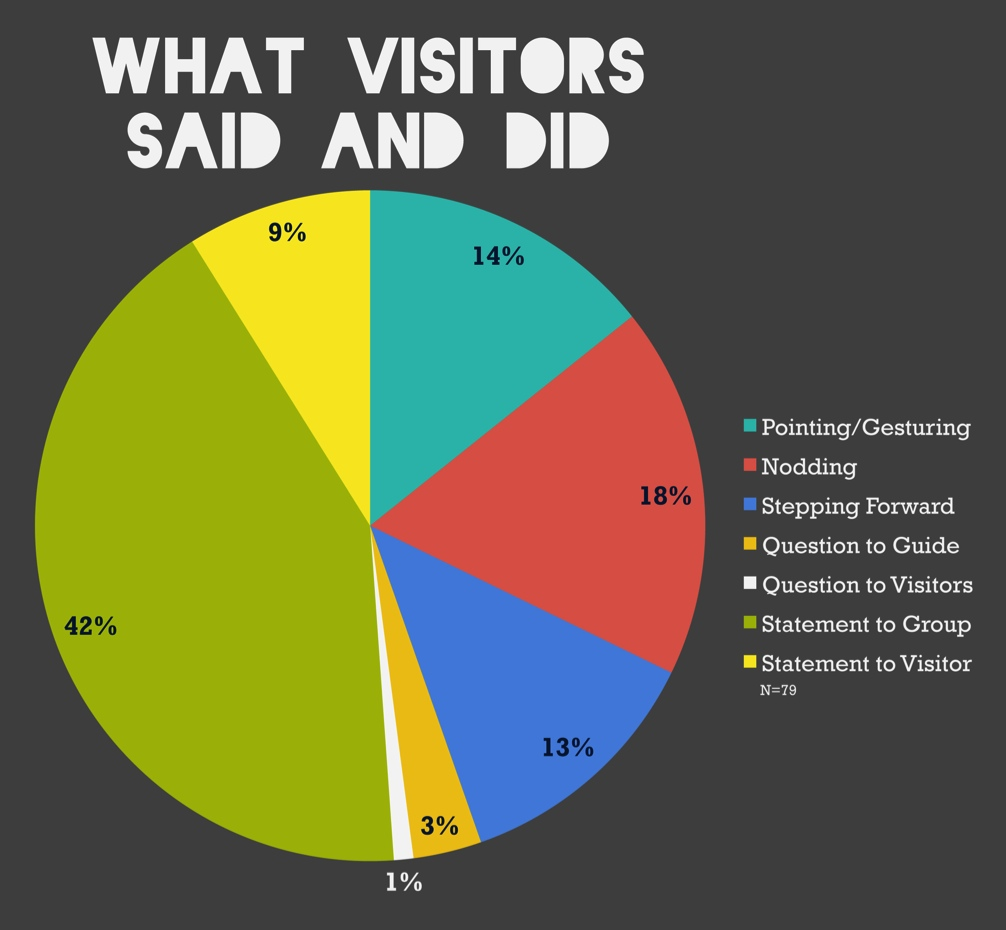 WHAT VISITORS
SAID AND DID
9%
14%
18%
42%
13%
3%
1%
Pointing/Gesturing
Nodding
Stepping Forward
Question to Guide
Question to Visitors
Statement to Group
Statement to Visitor
N=79